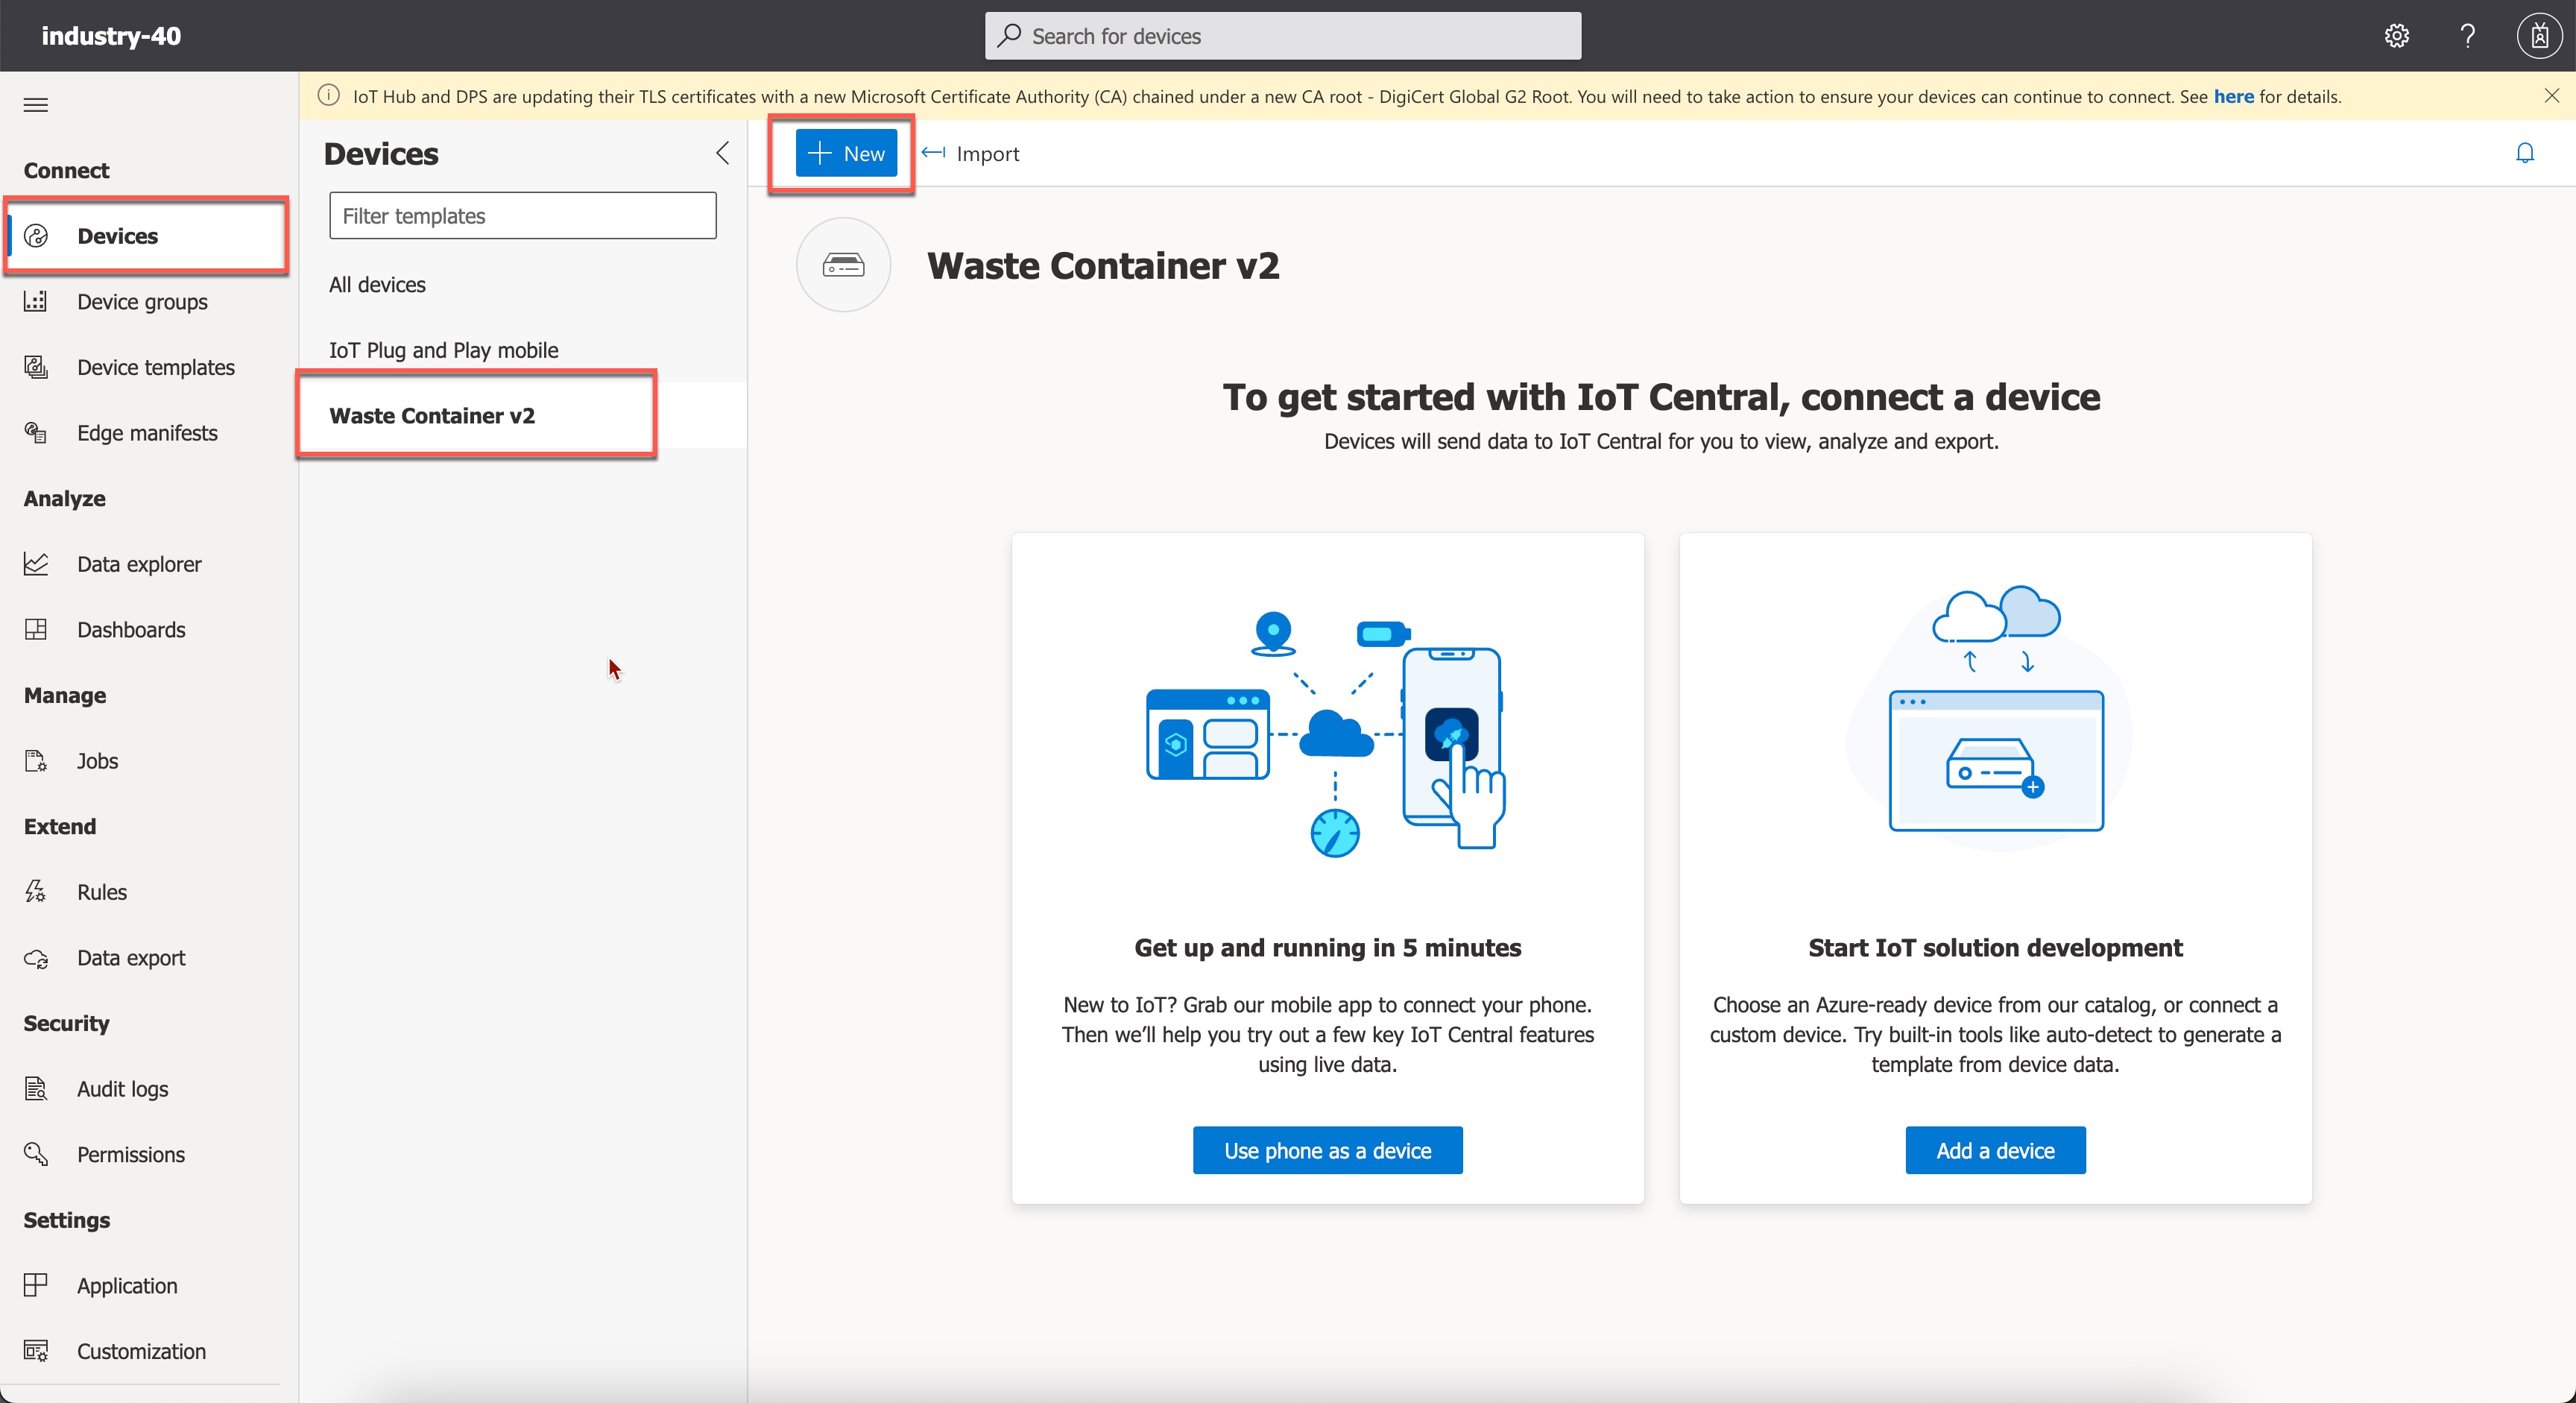 industry-40
Search for devices
?
IoT Hub and DPS are updating their TLS certificates with a new Microsoft Certificate Authority (CA) chained under a new CA root - DigiCert Global G2 Root. You will need to take action to ensure your devices can continue to connect. See here for details.
Connect
Devices
Device groups
Device templates
Edge manifests
Analyze
Data explorer
Dashboards
Manage
Jobs
Extend
Rules
Data export
Security
Audit logs
Permissions
Settings
Application
Customization
Devices
Filter templates
All devices
IoT Plug and Play mobile
Waste Container v2
New
Import
Waste Container v2
To get started with IoT Central, connect a device
Devices will send data to IoT Central for you to view, analyze and export.
Get up and running in 5 minutes
New to IoT? Grab our mobile app to connect your phone.
Then we’ll help you try out a few key IoT Central features
using live data.
Use phone as a device
Start IoT solution development
Choose an Azure-ready device from our catalog, or connect a
custom device. Try built-in tools like auto-detect to generate a
template from device data.
Add a device